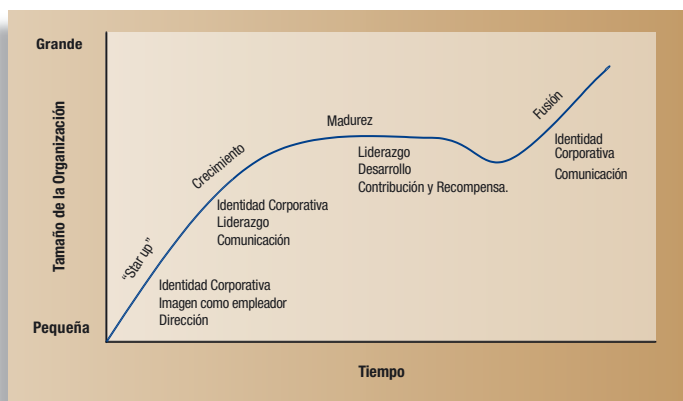 Grande
Tamaño de la Organización
Pequeña
"Star up"
Identidad Corporativa
Imagen como empleador
Dirección
Crecimiento
Identidad Corporativa
Liderazgo
Comunicación
Madurez
Liderazgo
Desarrollo
Contribución y Recompensa.
Fusión
Identidad
Corporativa
Comunicación
Tiempo